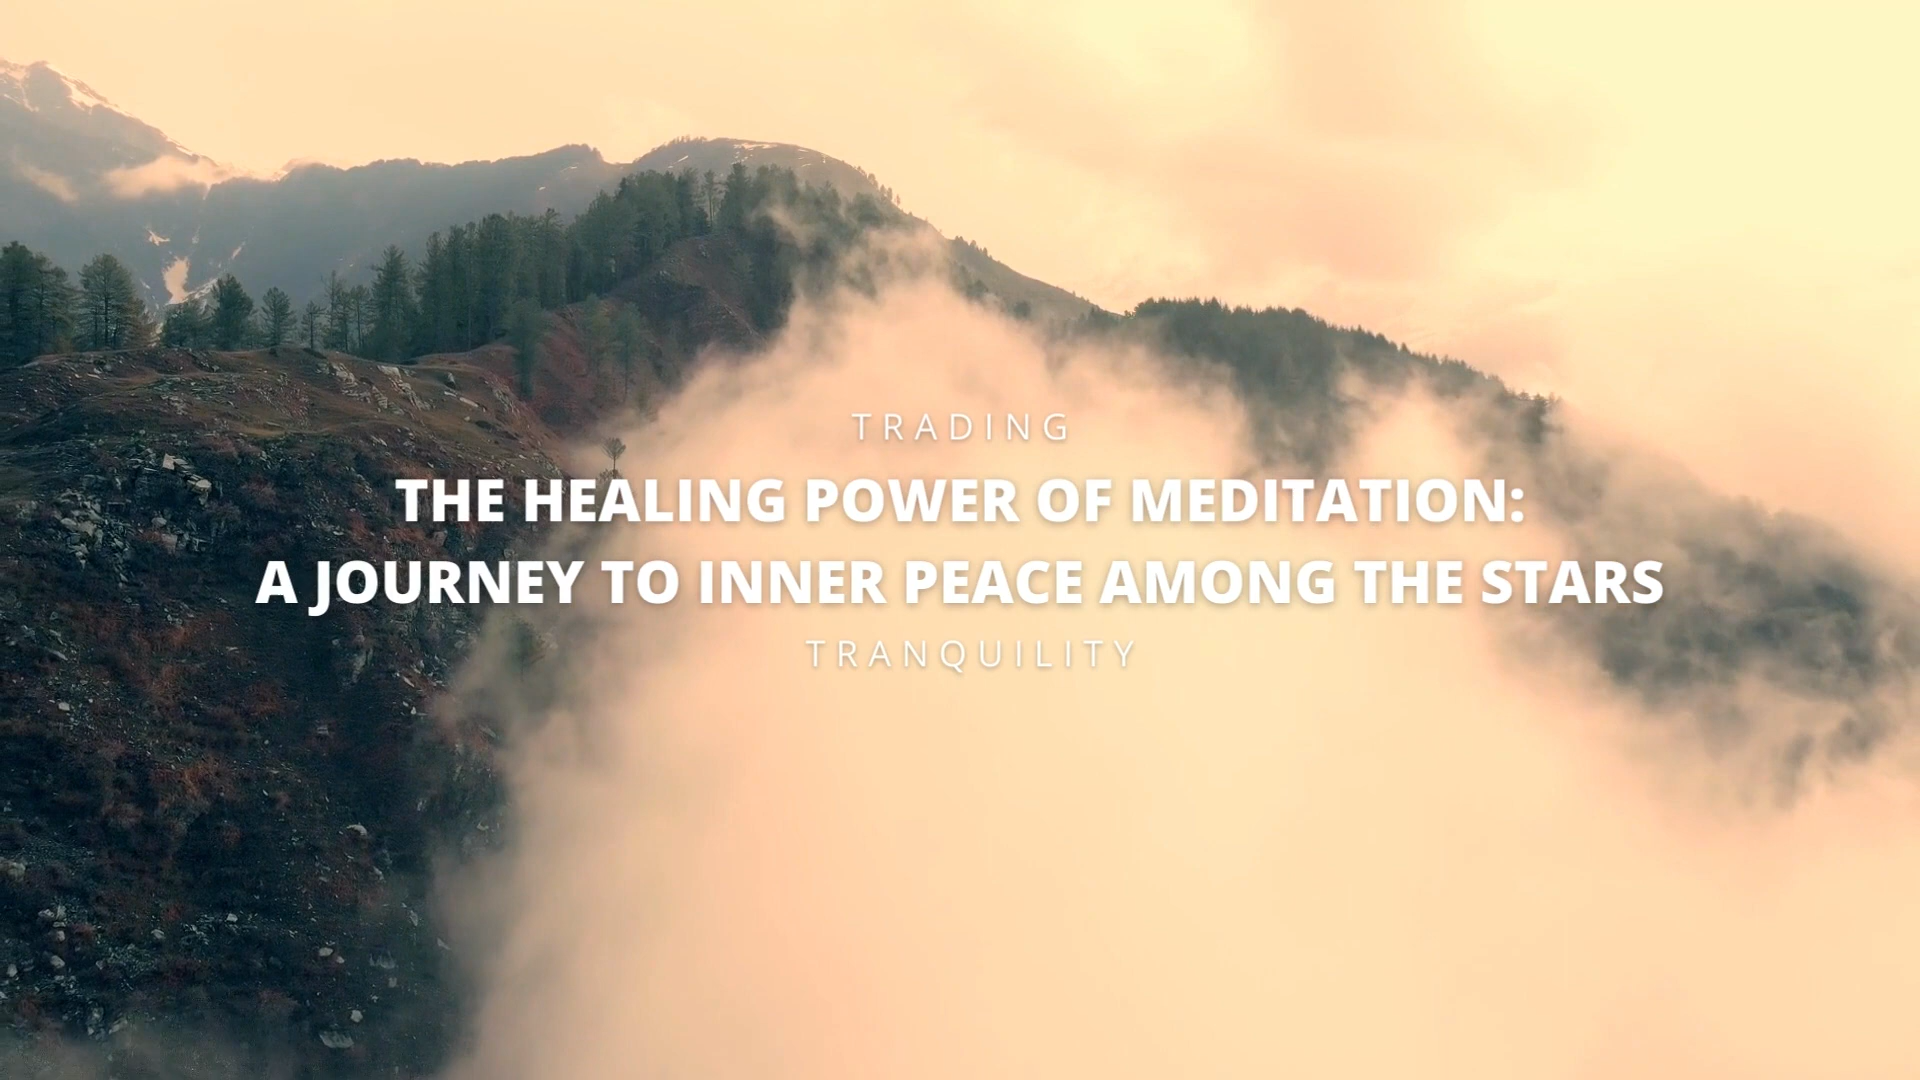 TRADING
THE HEALING POWER OF MEDITATION:
A JOURNEY TO INNER PEACE AMONG THE STARS
TRANQUILITY